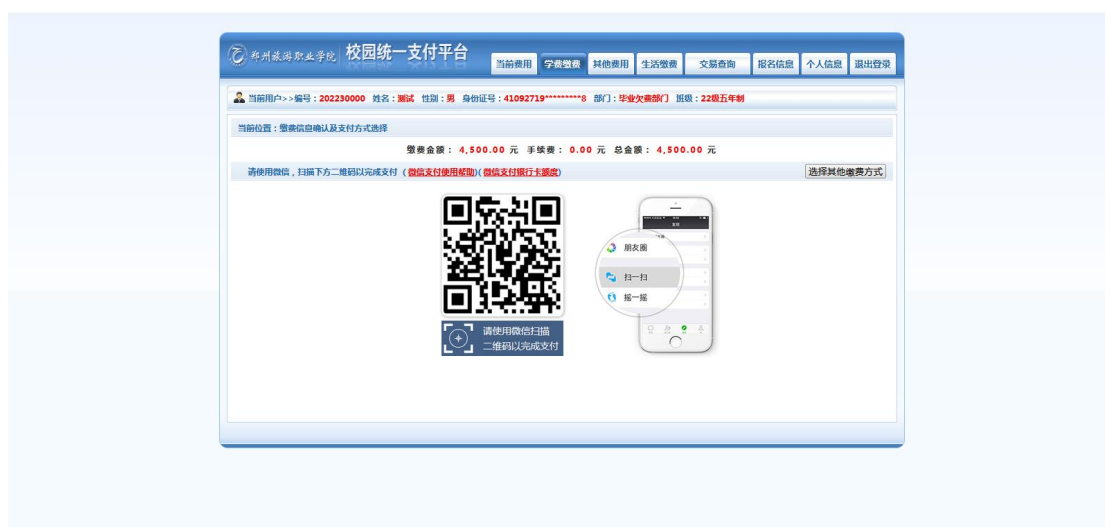 郑州旅游职业学院 校园统一支付平台
当前费用 学费缴费 其他费用 生活缴费 交易查询 报名信息 个人信息 退出登录
当前用户>>编号：202230000 姓名：测试 性别：男 身份证号：41092719*********8 部门：毕业欠费部门 班级：22级五年制
当前位置：缴费信息确认及支付方式选择
缴费金额： 4,500.00 元 手续费： 0.00 元 总金额： 4,500.00 元
请使用微信，扫描下方二维码以完成支付 （微信支付使用帮助)(微信支付银行卡额度)
选择其他缴费方式
朋友圈
扫一扫
摇一摇
请使用微信扫描
二维码以完成支付